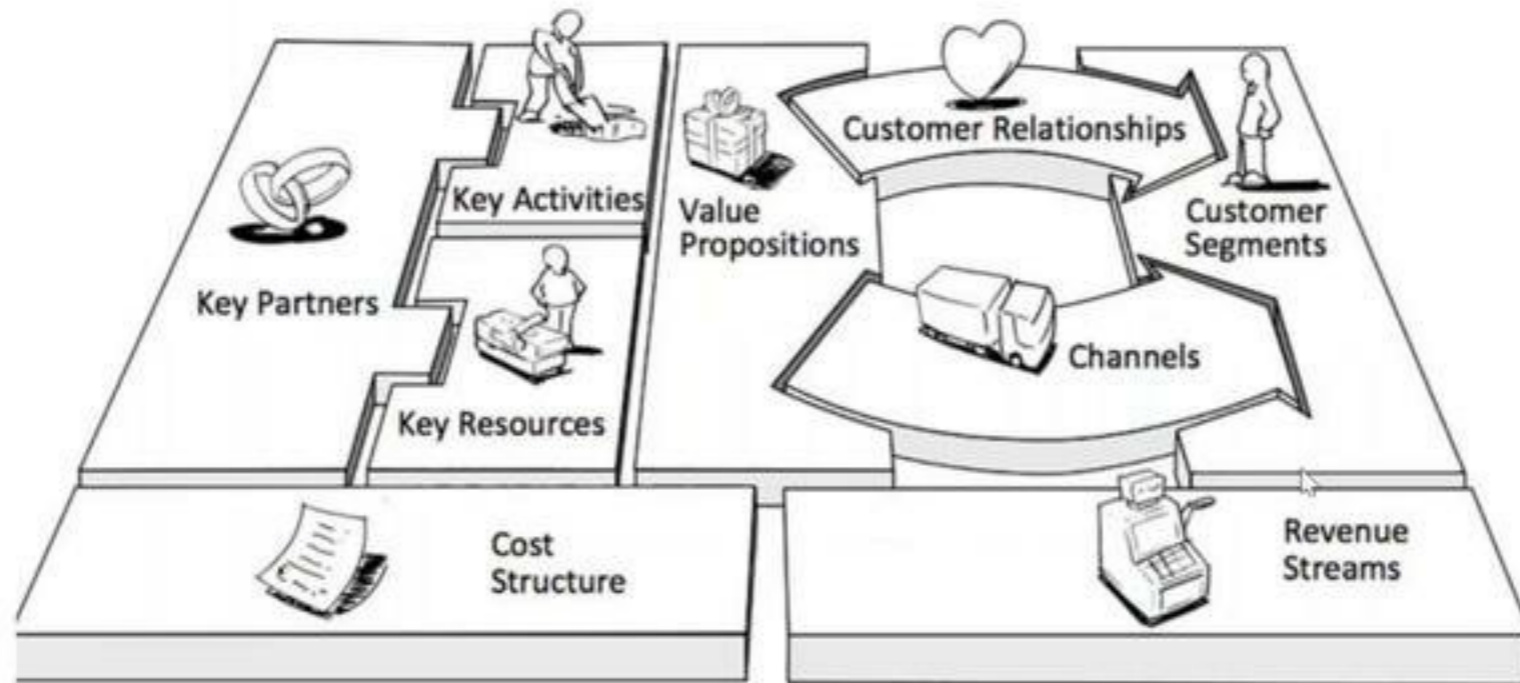 Key Partners
Key Activities
Key Resources
Value
Propositions
Customer Relationships
Channels
Customer
Segments
Cost
Structure
Revenue
Streams